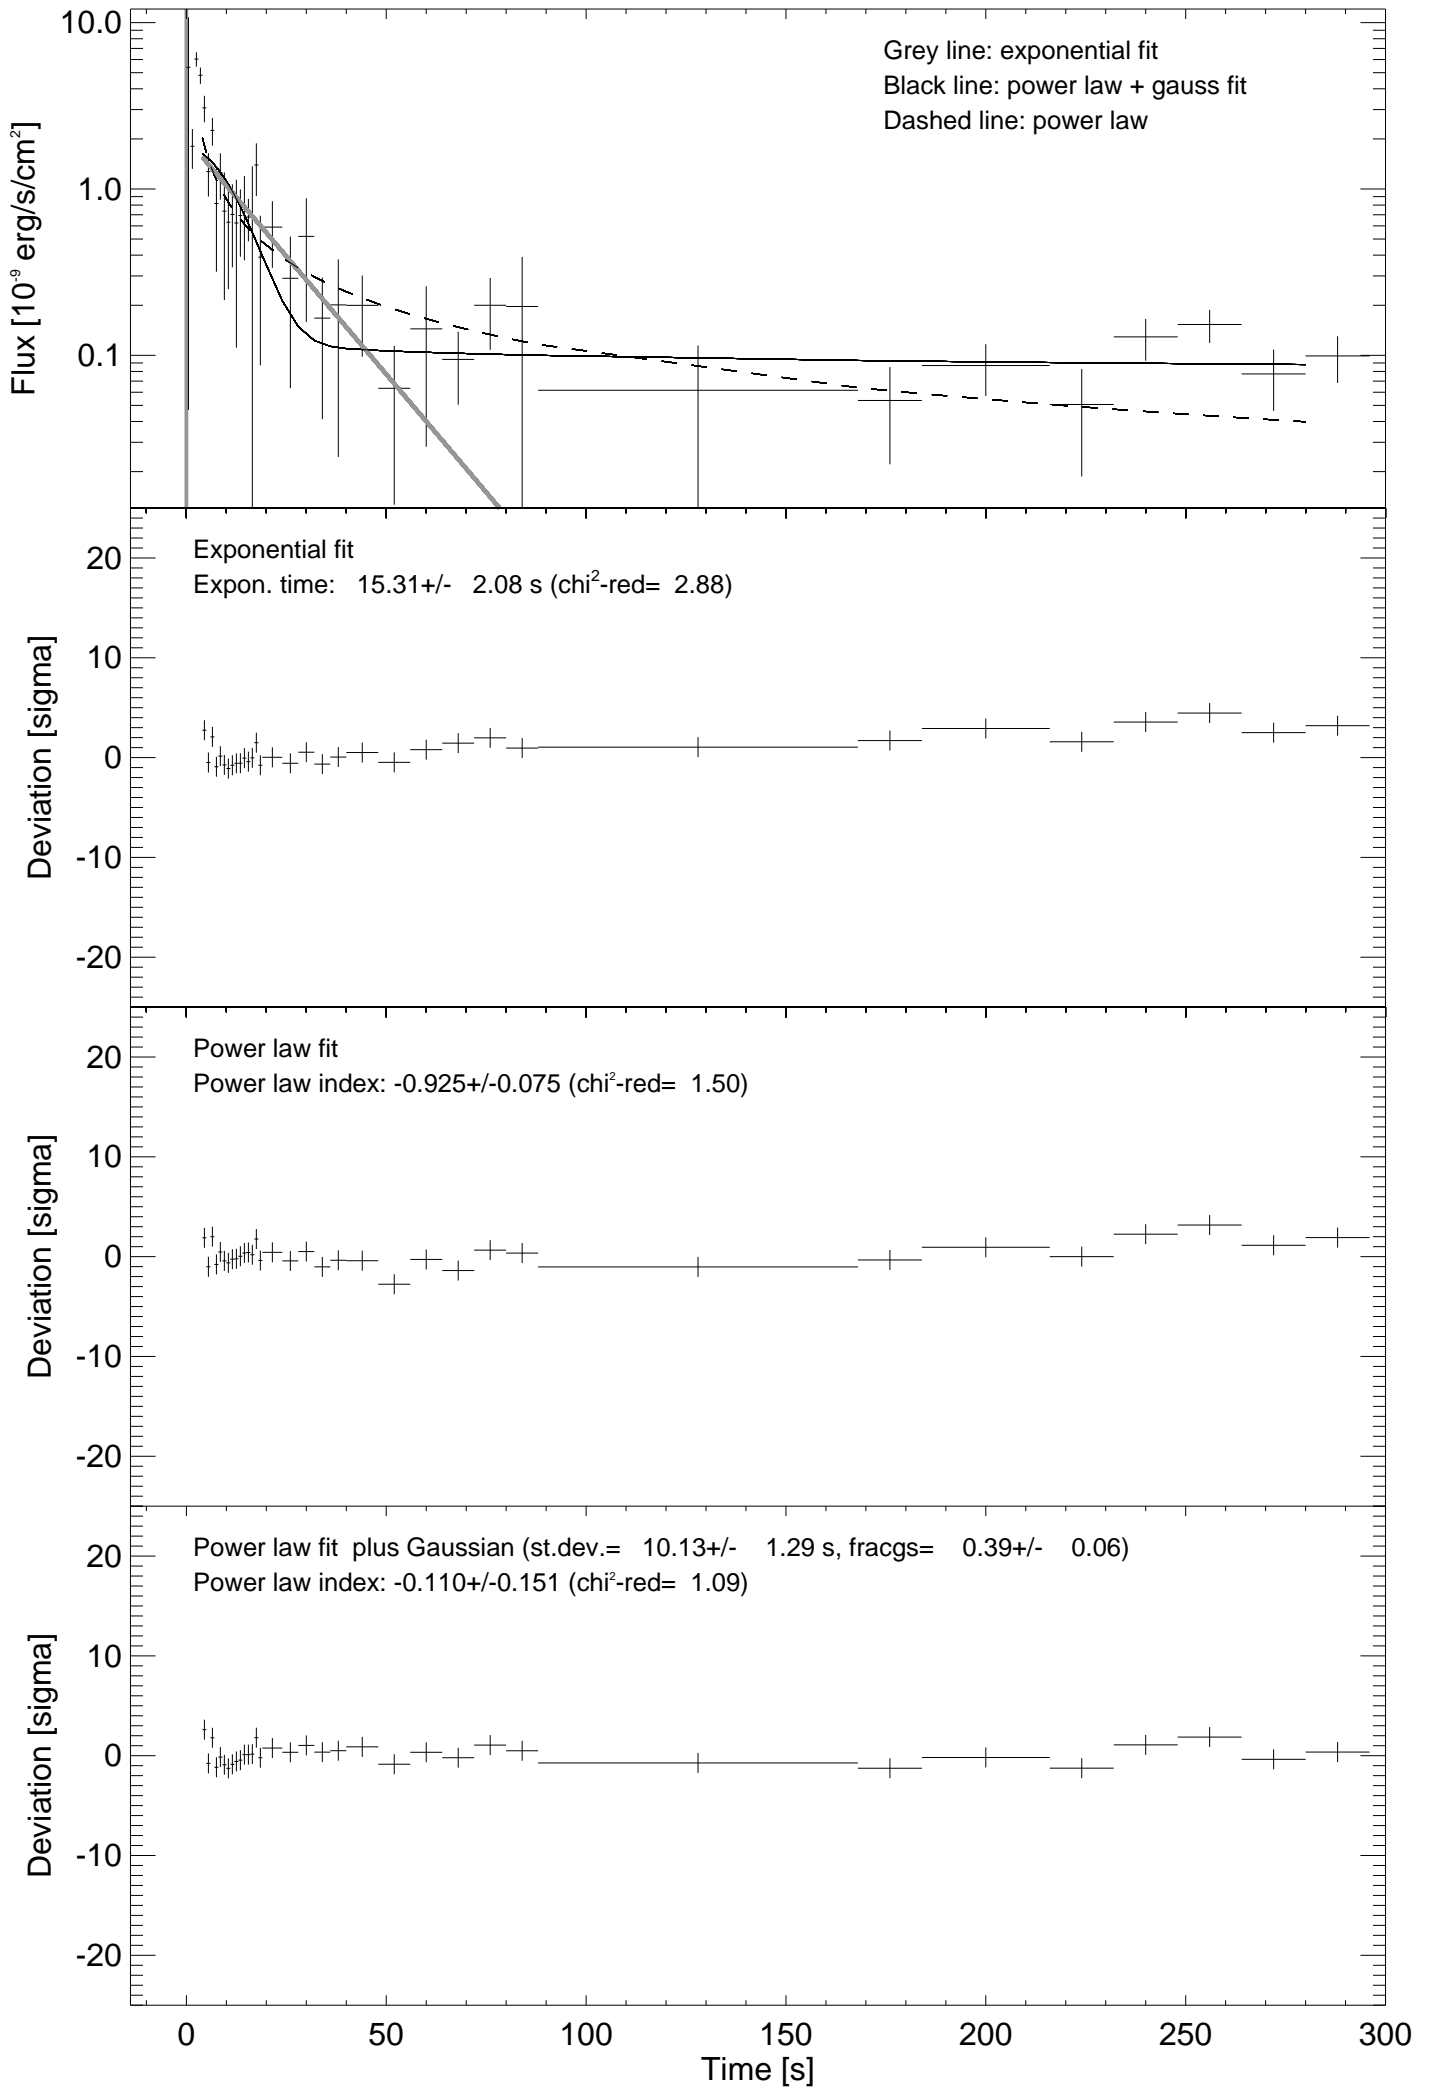 Grey line: exponential fit
Black line: power law + gauss fit
Dashed line: power law
Flux [10⁻⁹ erg/s/cm²]
10.0
1.0
0.1
Exponential fit
Expon. time: 15.31+/- 2.08 s (chi²-red= 2.88)
Deviation [sigma]
20
10
0
-10
-20
Power law fit
Power law index: -0.925+/-0.075 (chi²-red= 1.50)
Deviation [sigma]
20
10
0
-10
-20
Power law fit plus Gaussian (st.dev.= 10.13+/- 1.29 s, fracgs= 0.39+/- 0.06)
Power law index: -0.110+/-0.151 (chi²-red= 1.09)
Deviation [sigma]
20
10
0
-10
-20
0 50 100 150 200 250 300
Time [s]